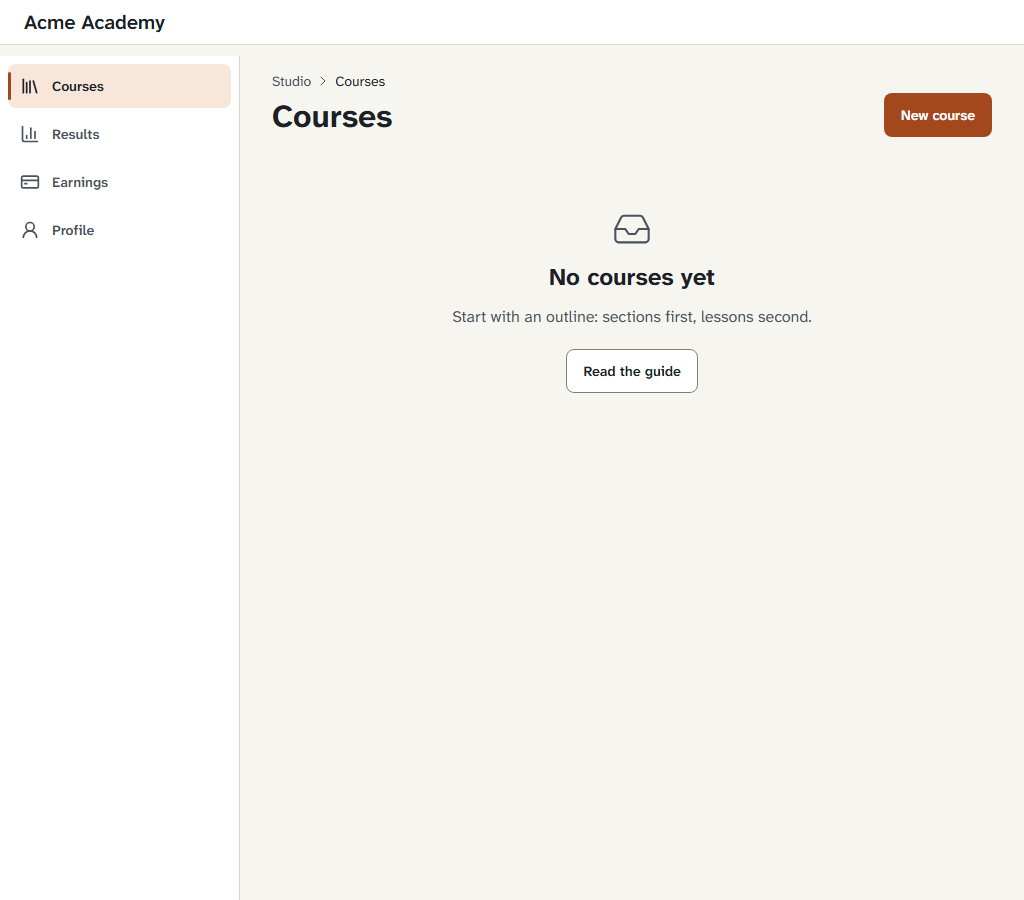 Acme Academy
Courses
Results
Earnings
Profile
Studio > Courses
Courses
New course
No courses yet
Start with an outline: sections first, lessons second.
Read the guide